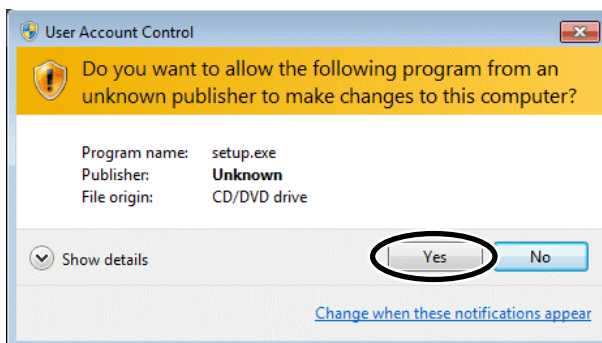 User Account Control
Do you want to allow the following program from an
unknown publisher to make changes to this computer?
Program name: setup.exe
Publisher: Unknown
File origin: CD/DVD drive
Show details
Yes
No
Change when these notifications appear